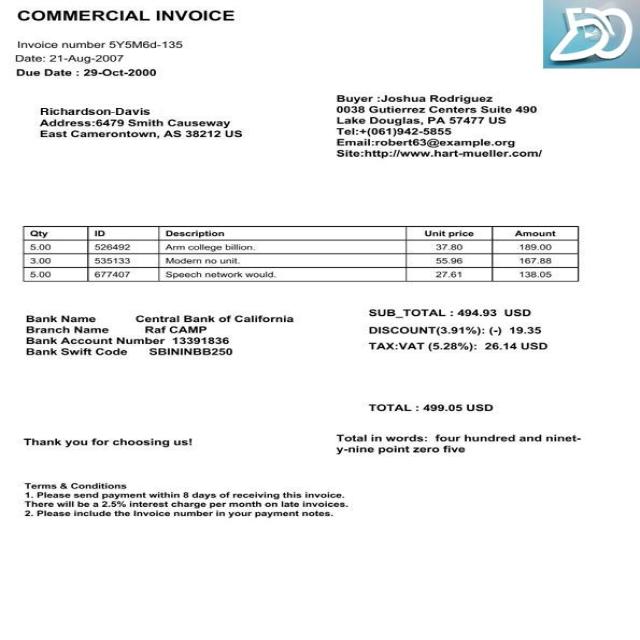 COMMERCIAL INVOICE
Invoice number 5Y5M6d-135
Date: 21-Aug-2007
Due Date : 29-Oct-2000
Richardson-Davis
Address:6479 Smith Causeway
East Camerontown, AS 38212 US
Buyer :Joshua Rodriguez
0038 Gutierrez Centers Suite 490
Lake Douglas, PA 57477 US
Tel:+(061)942-5855
Email:robert63@example.org
Site:http://www.hart-mueller.com/
Qty ID Description Unit price Amount
5.00 526492 Arm college billion. 37.80 189.00
3.00 535133 Modern no unit. 55.96 167.88
5.00 677407 Speech network would. 27.61 138.05
Bank Name Central Bank of California
Branch Name Raf CAMP
Bank Account Number 13391836
Bank Swift Code SBININBB250
SUB_TOTAL : 494.93 USD
DISCOUNT(3.91%): (-) 19.35
TAX:VAT (5.28%): 26.14 USD
TOTAL : 499.05 USD
Thank you for choosing us!
Total in words: four hundred and ninet-
y-nine point zero five
Terms & Conditions
1. Please send payment within 8 days of receiving this invoice.
There will be a 2.5% interest charge per month on late invoices.
2. Please include the Invoice number in your payment notes.